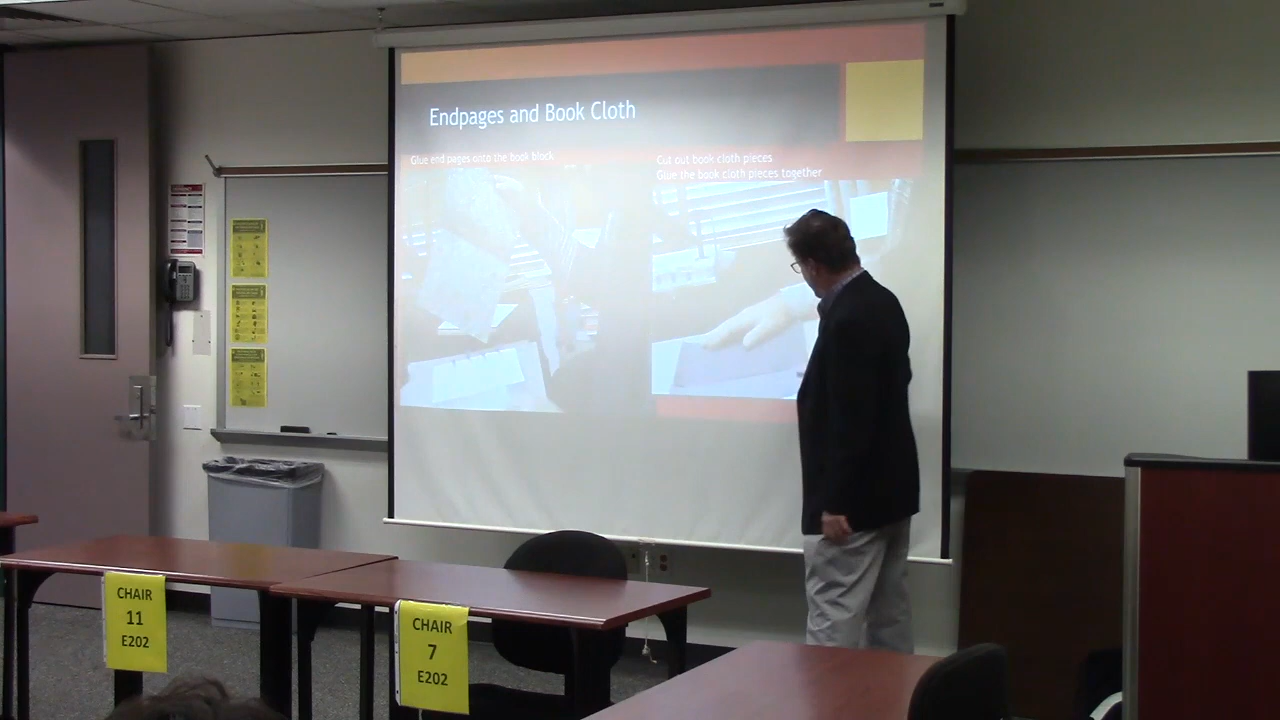 Endpages and Book Cloth
Glue end pages onto the book block
Cut out book cloth pieces
Glue the book cloth pieces together
CHAIR
11
E202
CHAIR
7
E202